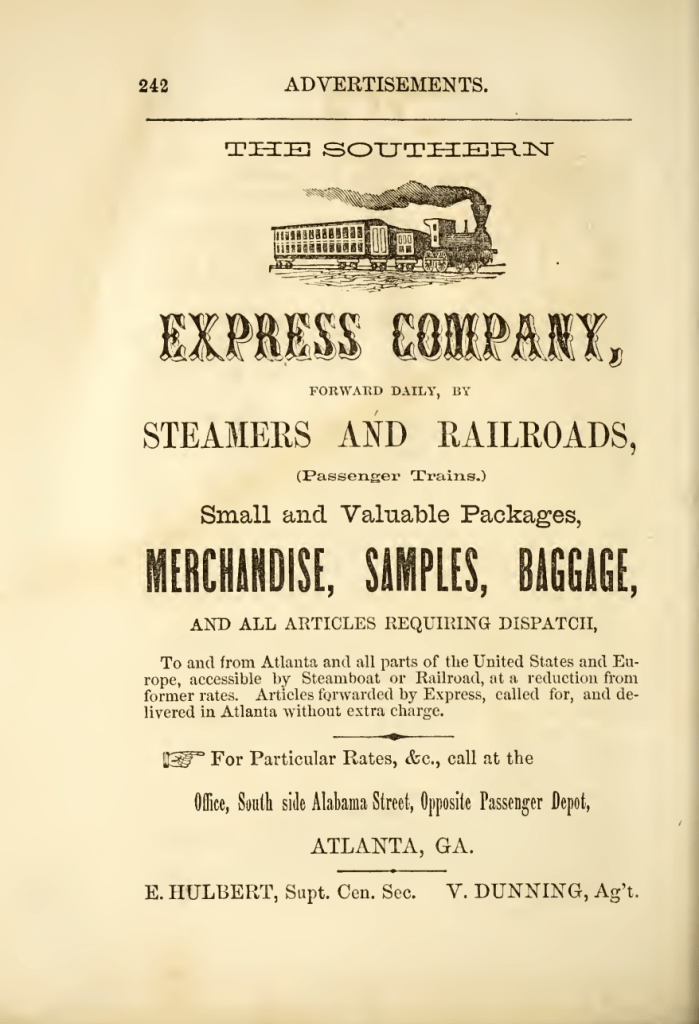 242 ADVERTISEMENTS.
THE SOUTHERN
EXPRESS COMPANY,
FORWARD DAILY, BY
STEAMERS AND RAILROADS,
(Passenger Trains.)
Small and Valuable Packages,
MERCHANDISE, SAMPLES, BAGGAGE,
AND ALL ARTICLES REQUIRING DISPATCH,
To and from Atlanta and all parts of the United States and Eu-
rope, accessible by Steamboat or Railroad, at a reduction from
former rates. Articles forwarded by Express, called for, and de-
livered in Atlanta without extra charge.
☞ For Particular Rates, &c., call at the
Office, South side Alabama Street, Opposite Passenger Depot,
ATLANTA, GA.
E. HULBERT, Supt. Cen. Sec. V. DUNNING, Ag't.